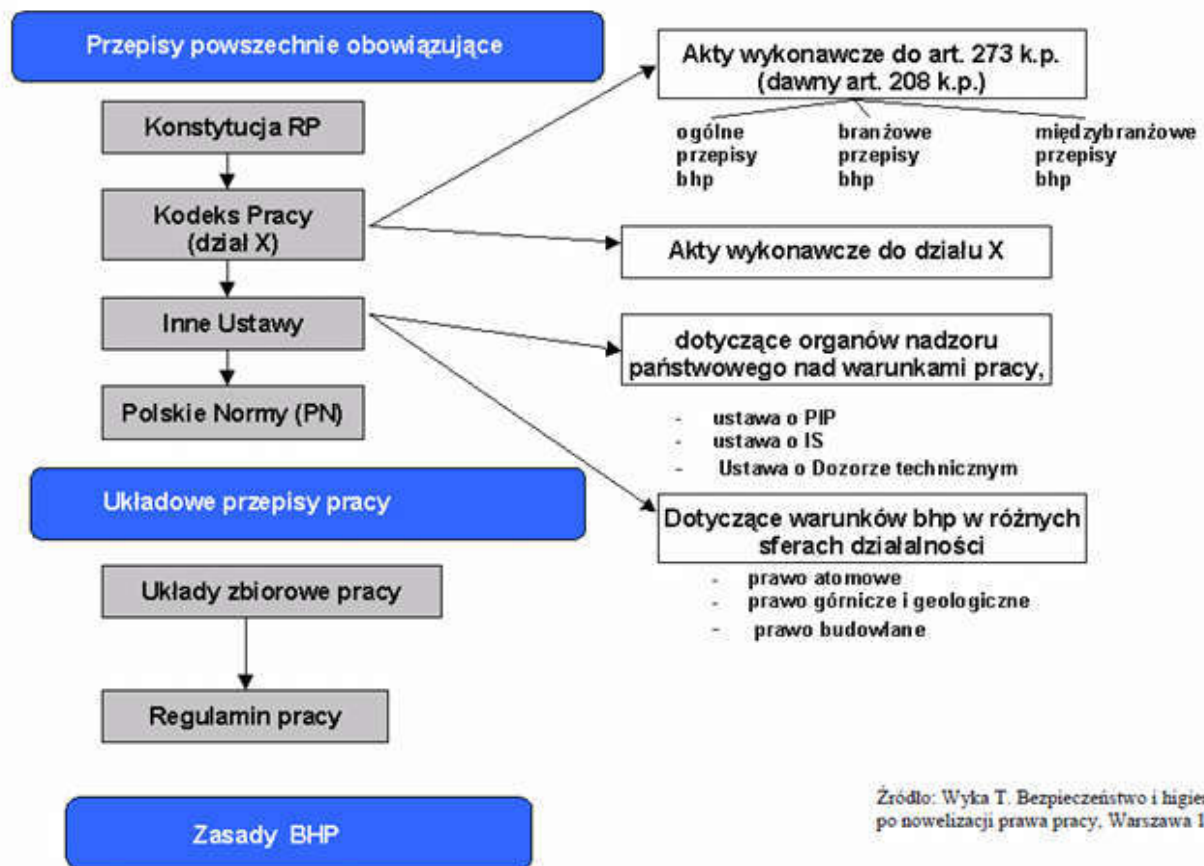 Przepisy powszechnie obowiązujące
Konstytucja RP
Kodeks Pracy
(dział X)
Inne Ustawy
Polskie Normy (PN)
Akty wykonawcze do art. 273 k.p.
(dawny art. 208 k.p.)
ogólne
przepisy
bhp
branżowe
przepisy
bhp
międzybranżowe
przepisy
bhp
Akty wykonawcze do działu X
dotyczące organów nadzoru
państwowego nad warunkami pracy,
- ustawa o PIP
- ustawa o IS
- Ustawa o Dozorze technicznym
Dotyczące warunków bhp w różnych
sferach działalności
- prawo atomowe
- prawo górnicze i geologiczne
- prawo budowlane
Układowe przepisy pracy
Układy zbiorowe pracy
Regulamin pracy
Zasady BHP
Źródło: Wyka T. Bezpieczeństwo i higie
po nowelizacji prawa pracy, Warszawa 1